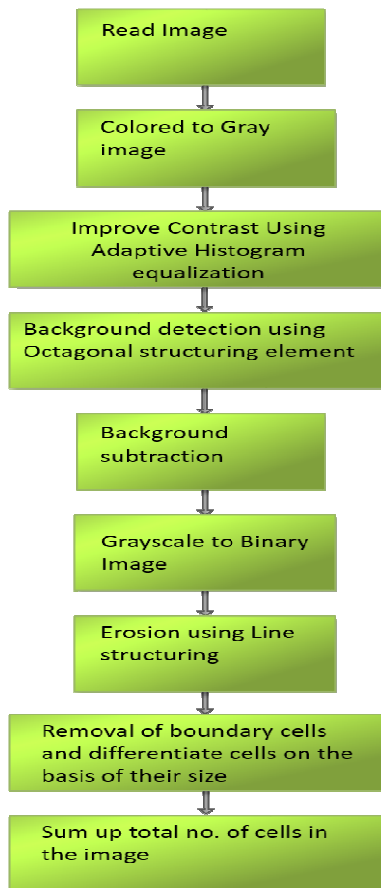 Read Image
Colored to Gray
image
Improve Contrast Using
Adaptive Histogram
equalization
Background detection using
Octagonal structuring element
Background
subtraction
Grayscale to Binary
Image
Erosion using Line
structuring
Removal of boundary cells
and differentiate cells on the
basis of their size
Sum up total no. of cells in
the image